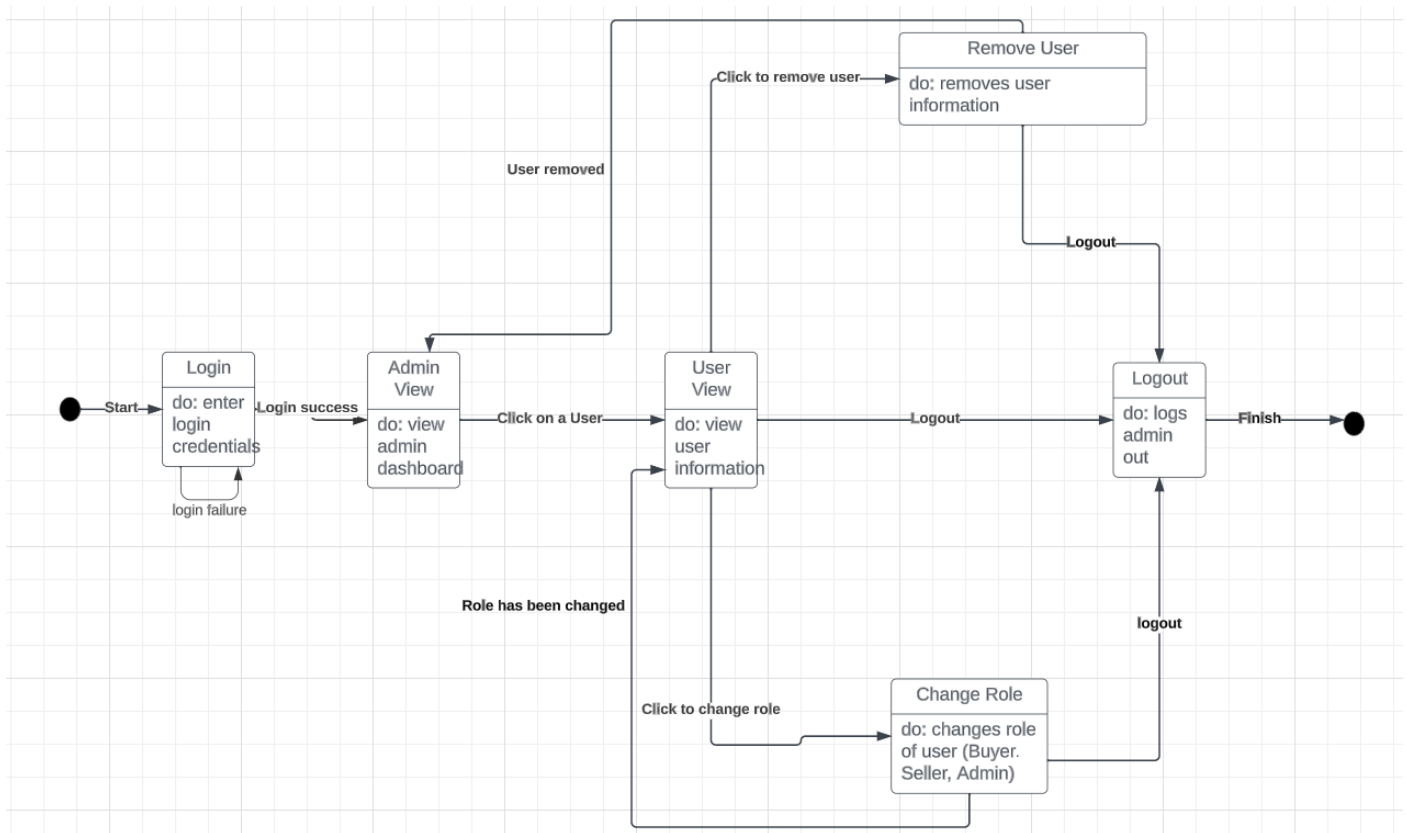 Remove User
do: removes user
information
Click to remove user
User removed
Logout
Login
do: enter
login
credentials
Start
login failure
Login success
Admin
View
do: view
admin
dashboard
Click on a User
User
View
do: view
user
information
Logout
Logout
do: logs
admin
out
Finish
Role has been changed
logout
Click to change role
Change Role
do: changes role
of user (Buyer.
Seller, Admin)